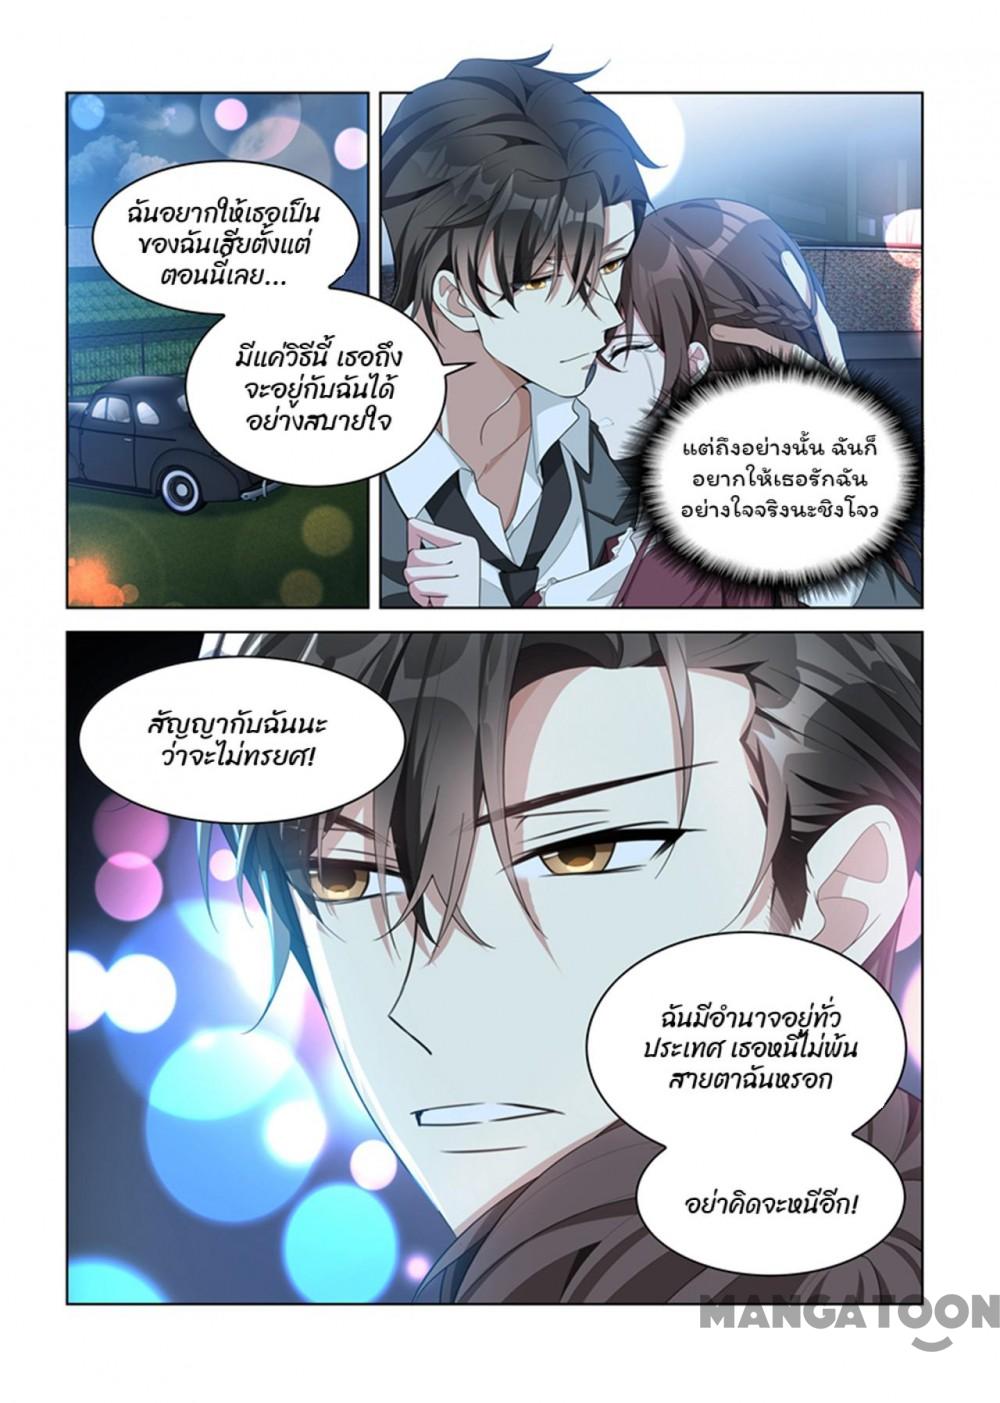 ฉันอยากให้เธอเป็น
ของฉันเสียตั้งแต่
ตอนนี้เลย...
มีแค่วิธีนี้ เธอถึง
จะอยู่กับฉันได้
อย่างสบายใจ
แต่ถึงอย่างนั้น ฉันก็
อยากให้เธอรักฉัน
อย่างใจจริงนะชิงโจว
สัญญากับฉันนะ
ว่าจะไม่ทรยศ!
ฉันมีอำนาจอยู่ทั่ว
ประเทศ เธอหนีไม่พ้น
สายตาฉันหรอก
อย่าคิดจะหนีอีก!
MANGATOON